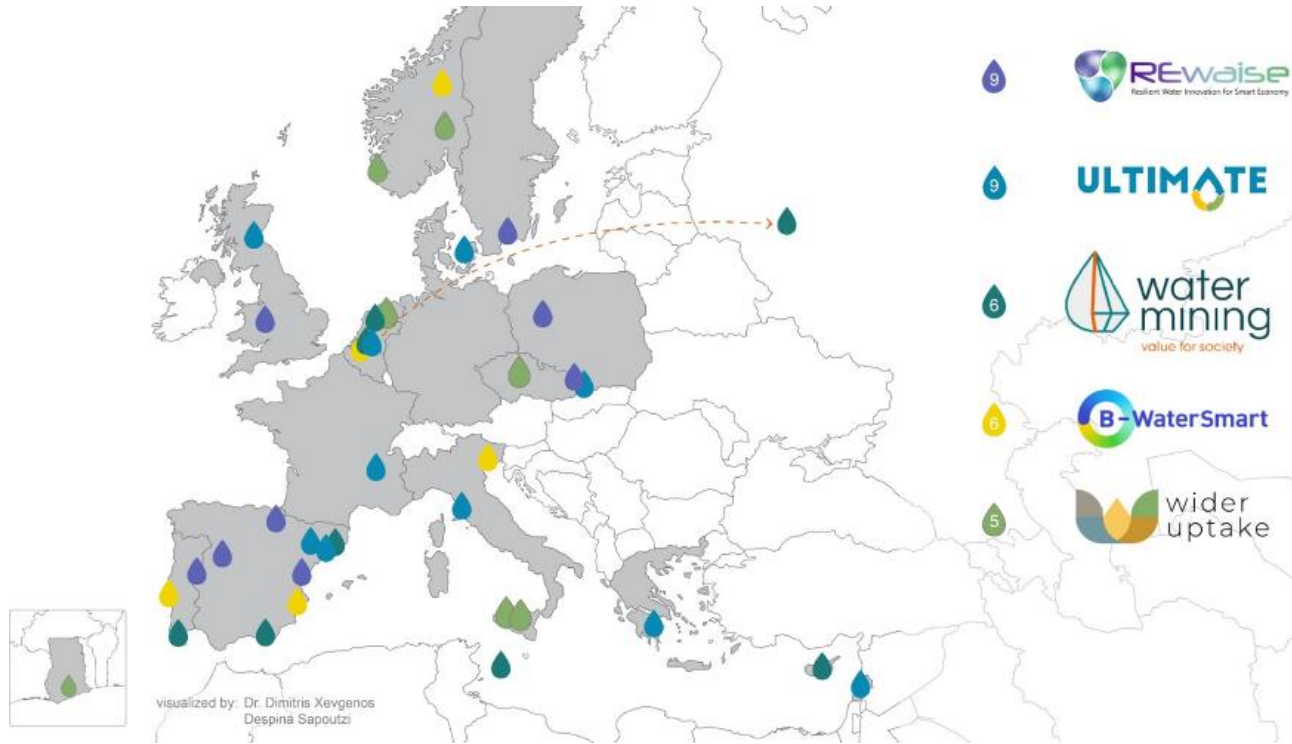 9
REwaise
Resilient Water Innovation for Smart Economy
9
ULTIMATE
6
water
mining
value for society
6
B-WaterSmart
5
wider
uptake
visualized by: Dr. Dimitris Xevgenos
Despina Sapoutzi